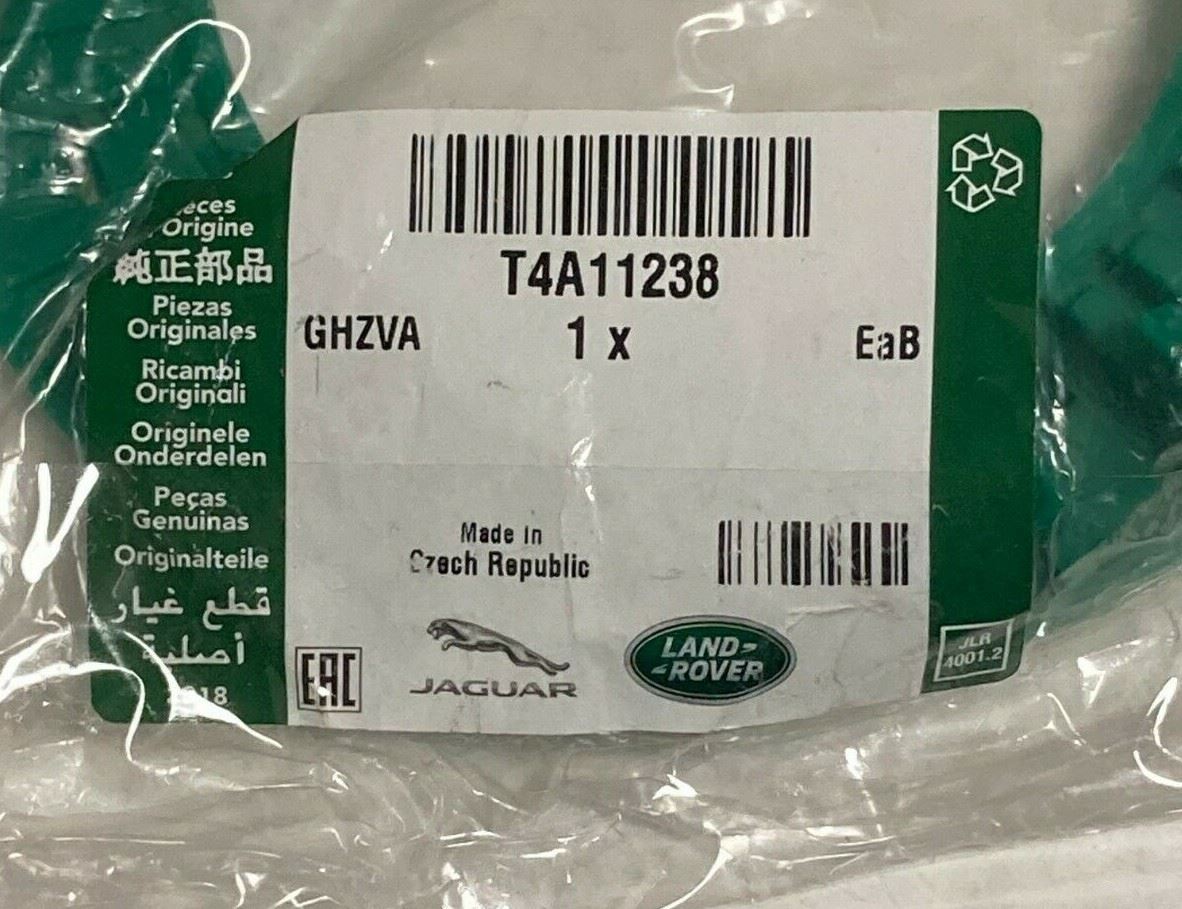 Origine
純正部品
Piezas
Originales
Ricambi
Originali
Originele
Onderdelen
Peças
Genuinas
Originalteile
قطع غيار
أصلية
T4A11238
GHZVA 1 x EaB
Made in
Czech Republic
EAC
JAGUAR
LAND-
-ROVER
JLR
4001.2